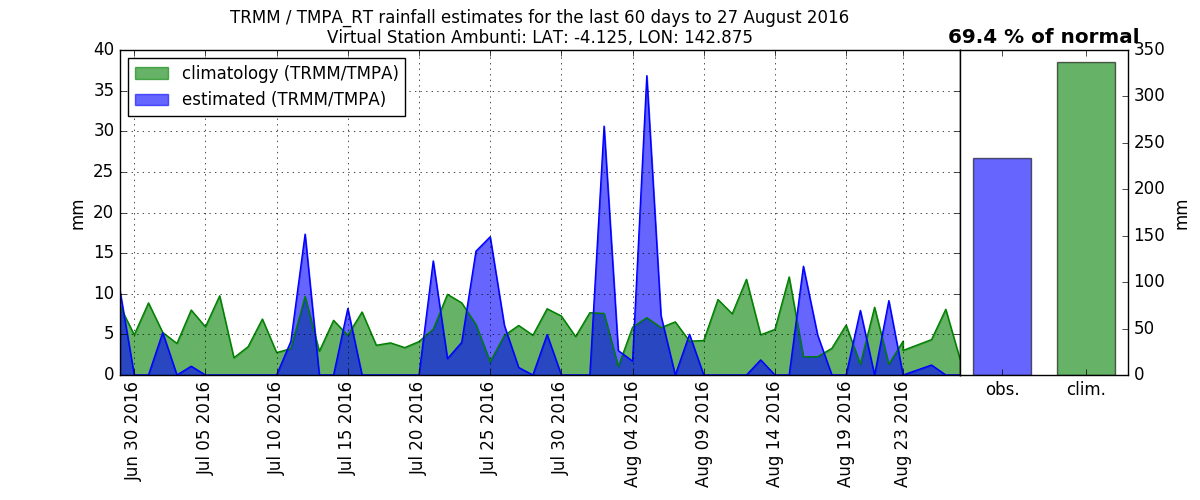 TRMM / TMPA_RT rainfall estimates for the last 60 days to 27 August 2016
Virtual Station Ambunti: LAT: -4.125, LON: 142.875
69.4 % of normal
climatology (TRMM/TMPA)
estimated (TRMM/TMPA)
40
35
30
25
20
15
10
5
0
mm
Jun 30 2016
Jul 05 2016
Jul 10 2016
Jul 15 2016
Jul 20 2016
Jul 25 2016
Jul 30 2016
Aug 04 2016
Aug 09 2016
Aug 14 2016
Aug 19 2016
Aug 23 2016
obs.
clim.
350
300
250
200
150
100
50
0
mm